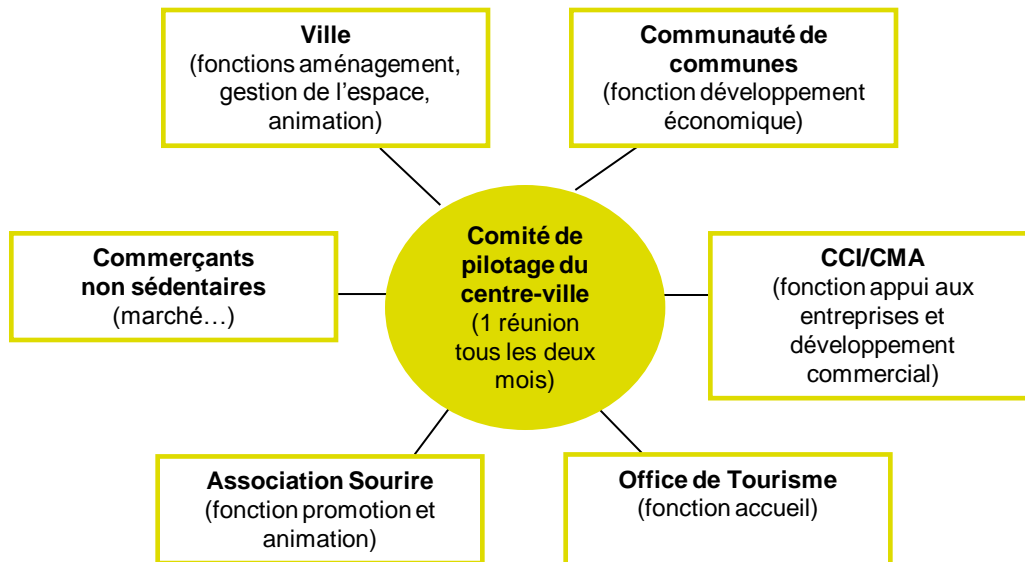 Ville
(fonctions aménagement,
gestion de l’espace,
animation)
Communauté de
communes
(fonction développement
économique)
Commerçants
non sédentaires
(marché…)
Comité de
pilotage du
centre-ville
(1 réunion
tous les deux
mois)
CCI/CMA
(fonction appui aux
entreprises et
développement
commercial)
Association Sourire
(fonction promotion et
animation)
Office de Tourisme
(fonction accueil)